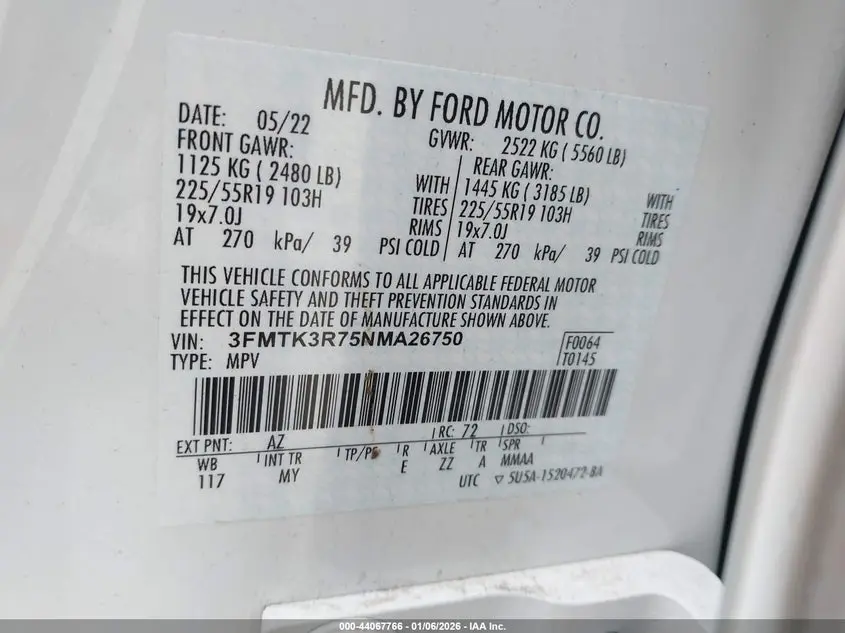 MFD. BY FORD MOTOR CO.
DATE: 05/22
GVWR: 2522 KG ( 5560 LB)
FRONT GAWR:
1125 KG ( 2480 LB) WITH
225/55R19 103H TIRES
19x7.0J RIMS
AT 270 kPa/ 39 PSI COLD
REAR GAWR:
1445 KG ( 3185 LB) WITH
225/55R19 103H TIRES
19x7.0J RIMS
AT 270 kPa/ 39 PSI COLD
THIS VEHICLE CONFORMS TO ALL APPLICABLE FEDERAL MOTOR
VEHICLE SAFETY AND THEFT PREVENTION STANDARDS IN
EFFECT ON THE DATE OF MANUFACTURE SHOWN ABOVE.
VIN: 3FMTK3R75NMA26750 F0064
TYPE: MPV T0145
EXT PNT: AZ RC: 72 DSO:
WB INT TR TP/PS R AXLE TR SPR
117 MY E ZZ A MMAA
UTC 5U5A-1520472-BA
000-44067766 - 01/06/2026 - IAA Inc.